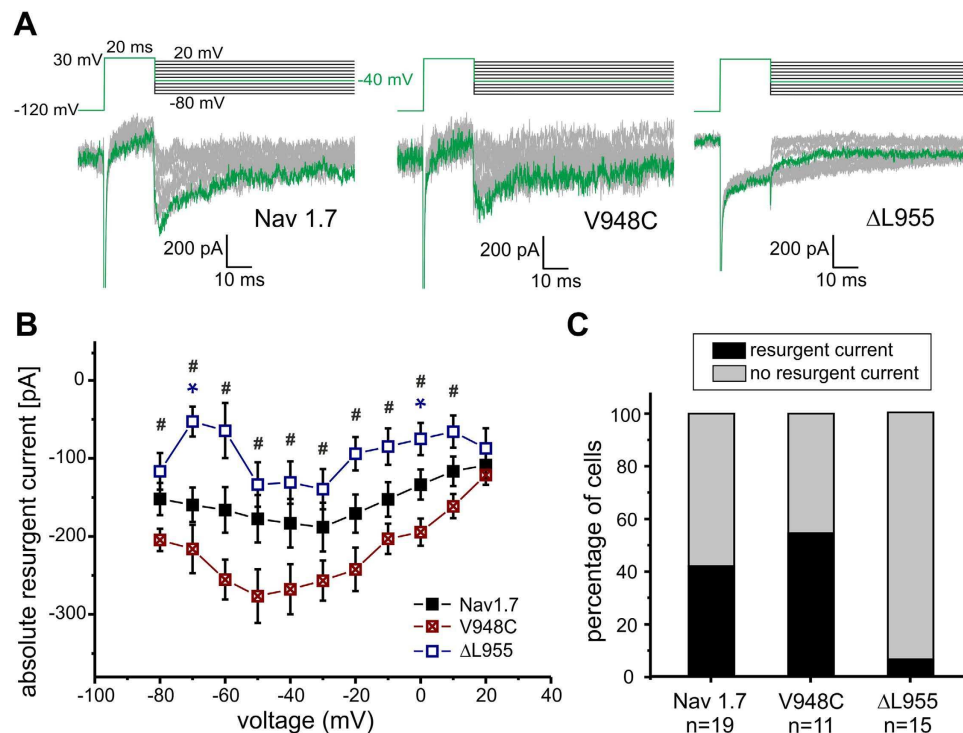 A
20 ms
30 mV
20 mV
-40 mV
-120 mV
-80 mV
Nav 1.7
200 pA
10 ms
V948C
200 pA
10 ms
ΔL955
200 pA
10 ms
B
absolute resurgent current [pA]
0
-100
-200
-300
# # # # # # # # # #
* *
Nav1.7
V948C
ΔL955
-100 -80 -60 -40 -20 0 20 40
voltage (mV)
C
resurgent current
no resurgent current
percentage of cells
100
80
60
40
20
0
Nav 1.7 V948C ΔL955
n=19 n=11 n=15